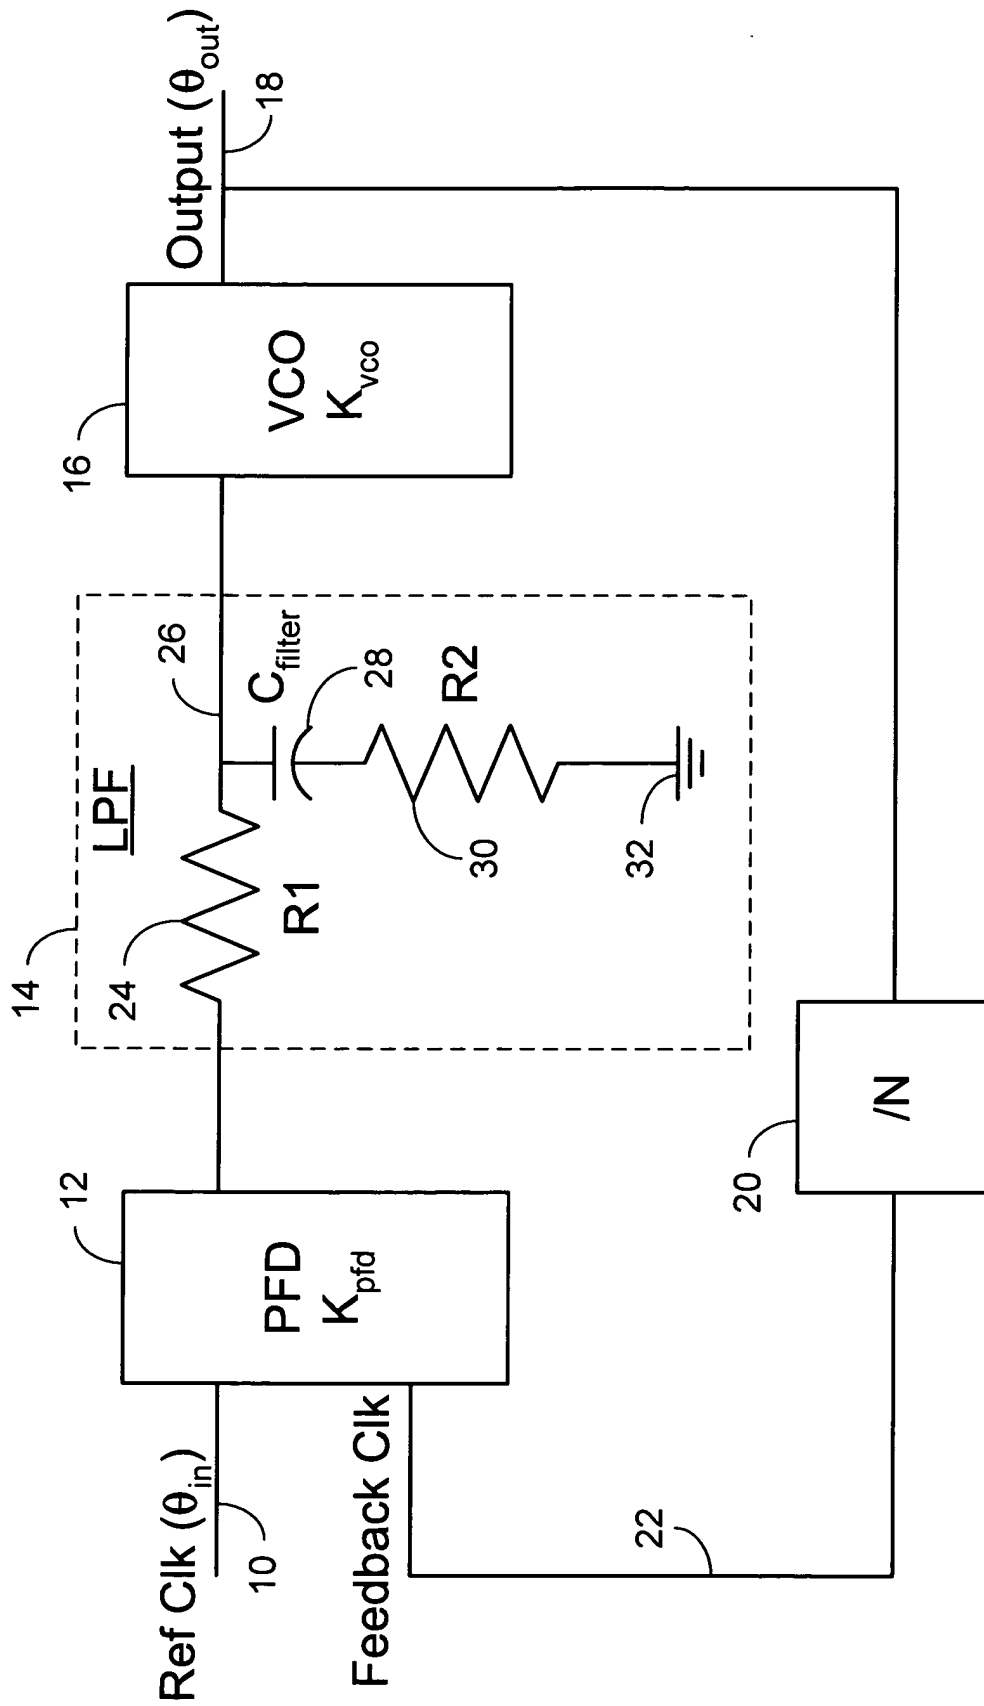 Ref Clk (θin)
10
Feedback Clk
22
12
PFD
Kpfd
14
LPF
24
R1
26
Cfilter
28
R2
30
32
16
VCO
Kvco
Output (θout)
18
20
/N